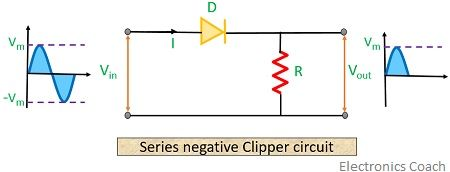 D
Vm
I
Vin
R
Vout
Vm
-Vm
Series negative Clipper circuit
Electronics Coach